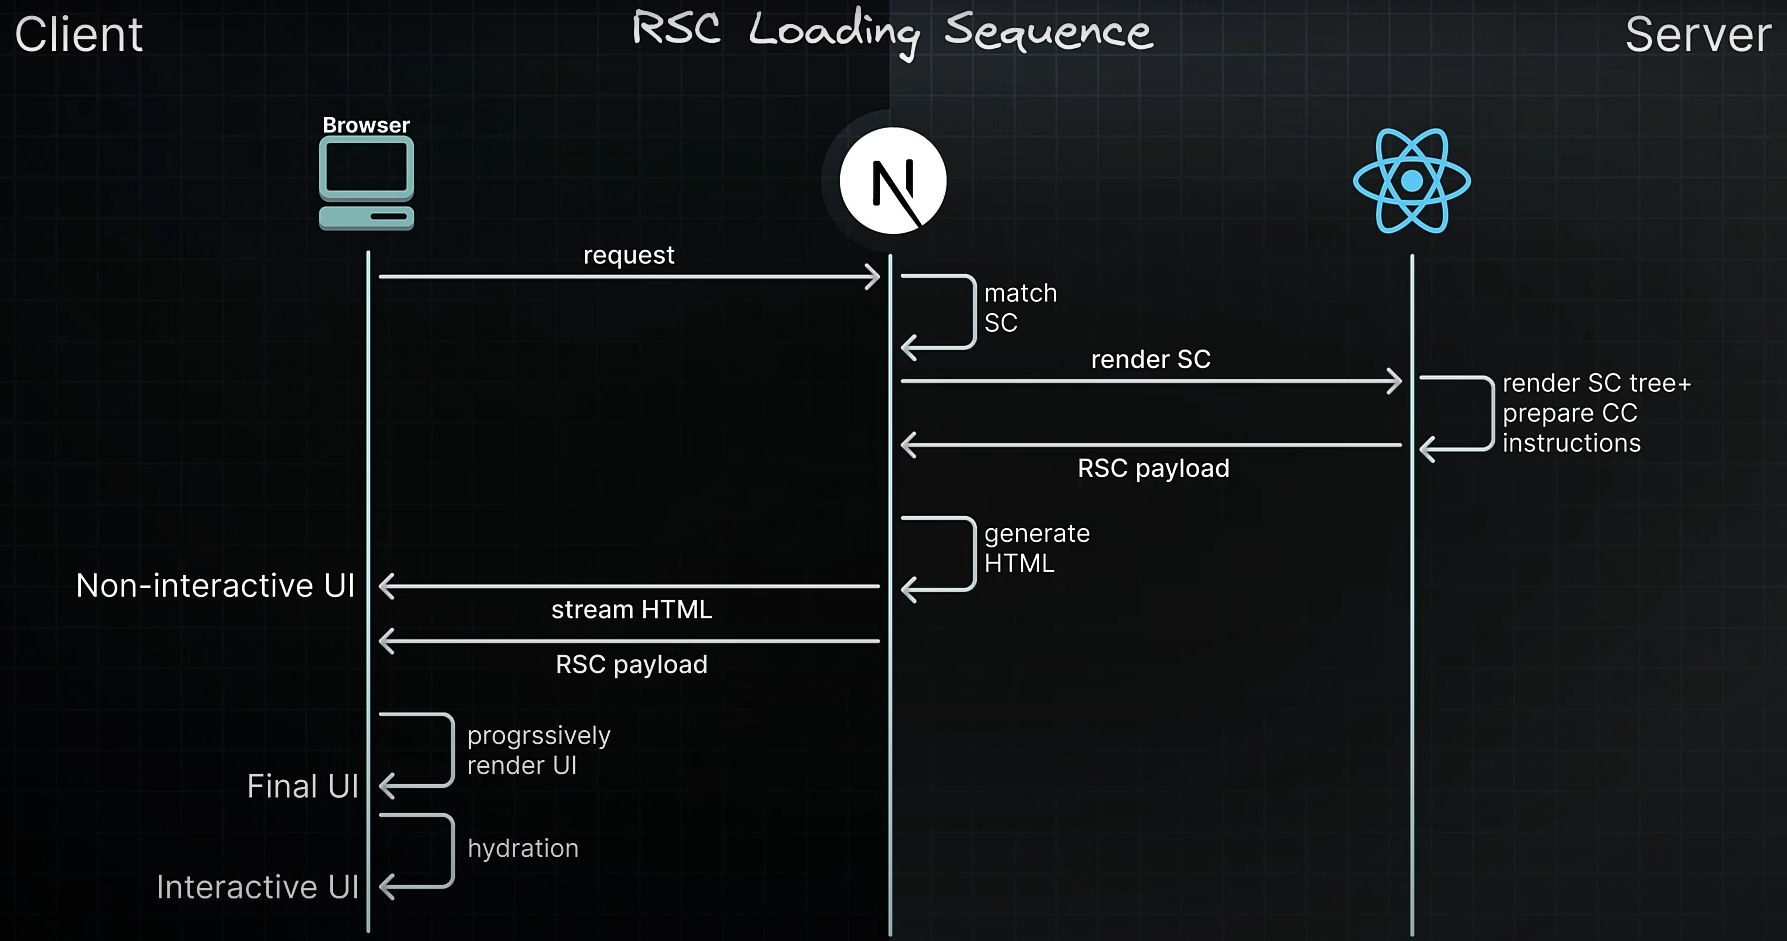 Client
RSC Loading Sequence
Server
Browser
request
match
SC
render SC
render SC tree+
prepare CC
instructions
RSC payload
generate
HTML
Non-interactive UI
stream HTML
RSC payload
progrssively
render UI
Final UI
hydration
Interactive UI